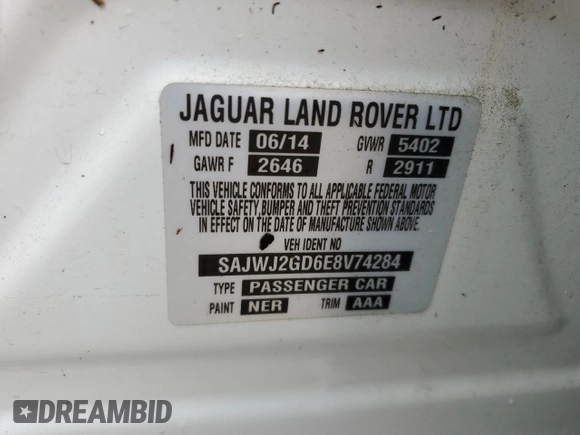 JAGUAR LAND ROVER LTD
MFD DATE 06/14 GVWR 5402
GAWR F 2646 R 2911
THIS VEHICLE CONFORMS TO ALL APPLICABLE FEDERAL MOTOR
VEHICLE SAFETY, BUMPER AND THEFT PREVENTION STANDARDS
IN EFFECT ON THE DATE OF MANUFACTURE SHOWN ABOVE.
VEH IDENT NO
SAJWJ2GD6E8V74284
TYPE PASSENGER CAR
PAINT NER TRIM AAA
DREAMBID